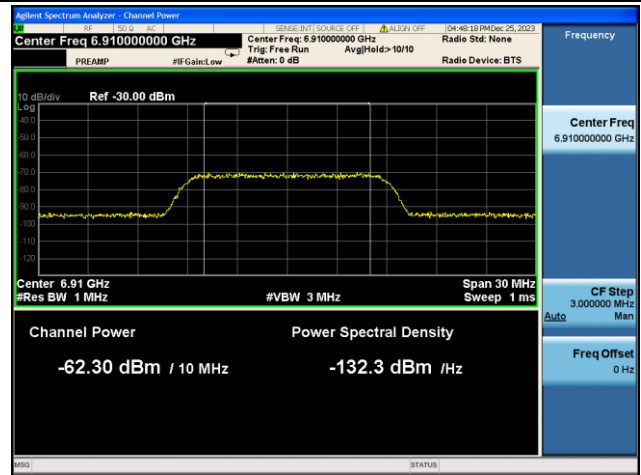 Agilent Spectrum Analyzer - Channel Power
RF 50 Ω AC SENSE:INT SOURCE OFF ALIGN OFF 04:48:18 PM Dec 25, 2023
Center Freq 6.910000000 GHz
Center Freq: 6.910000000 GHz
Radio Std: None
Trig: Free Run Avg|Hold:> 10/10
PREAMP #IFGain:Low #Atten: 0 dB Radio Device: BTS
Frequency
10 dB/div Ref -30.00 dBm
Log
-40.0
-50.0
-60.0
-70.0
-80.0
-90.0
-100
-110
-120
Center Freq
6.910000000 GHz
Center 6.91 GHz Span 30 MHz
#Res BW 1 MHz #VBW 3 MHz Sweep 1 ms
CF Step
3.000000 MHz
Auto Man
Channel Power Power Spectral Density
-62.30 dBm / 10 MHz -132.3 dBm /Hz
Freq Offset
0 Hz
MSG STATUS